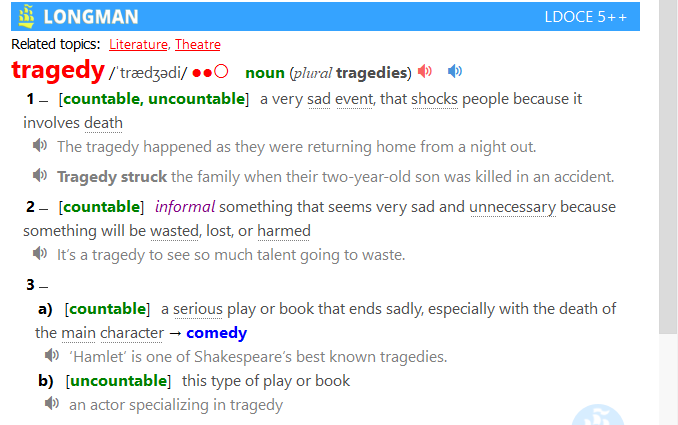 LONGMAN LDOCE 5++
Related topics: Literature, Theatre
tragedy /ˈtrædʒədi/ ●●○ noun (plural tragedies)
1 – [countable, uncountable] a very sad event, that shocks people because it
involves death
The tragedy happened as they were returning home from a night out.
Tragedy struck the family when their two-year-old son was killed in an accident.
2 – [countable] informal something that seems very sad and unnecessary because
something will be wasted, lost, or harmed
It’s a tragedy to see so much talent going to waste.
3 –
a) [countable] a serious play or book that ends sadly, especially with the death of
the main character → comedy
‘Hamlet’ is one of Shakespeare’s best known tragedies.
b) [uncountable] this type of play or book
an actor specializing in tragedy